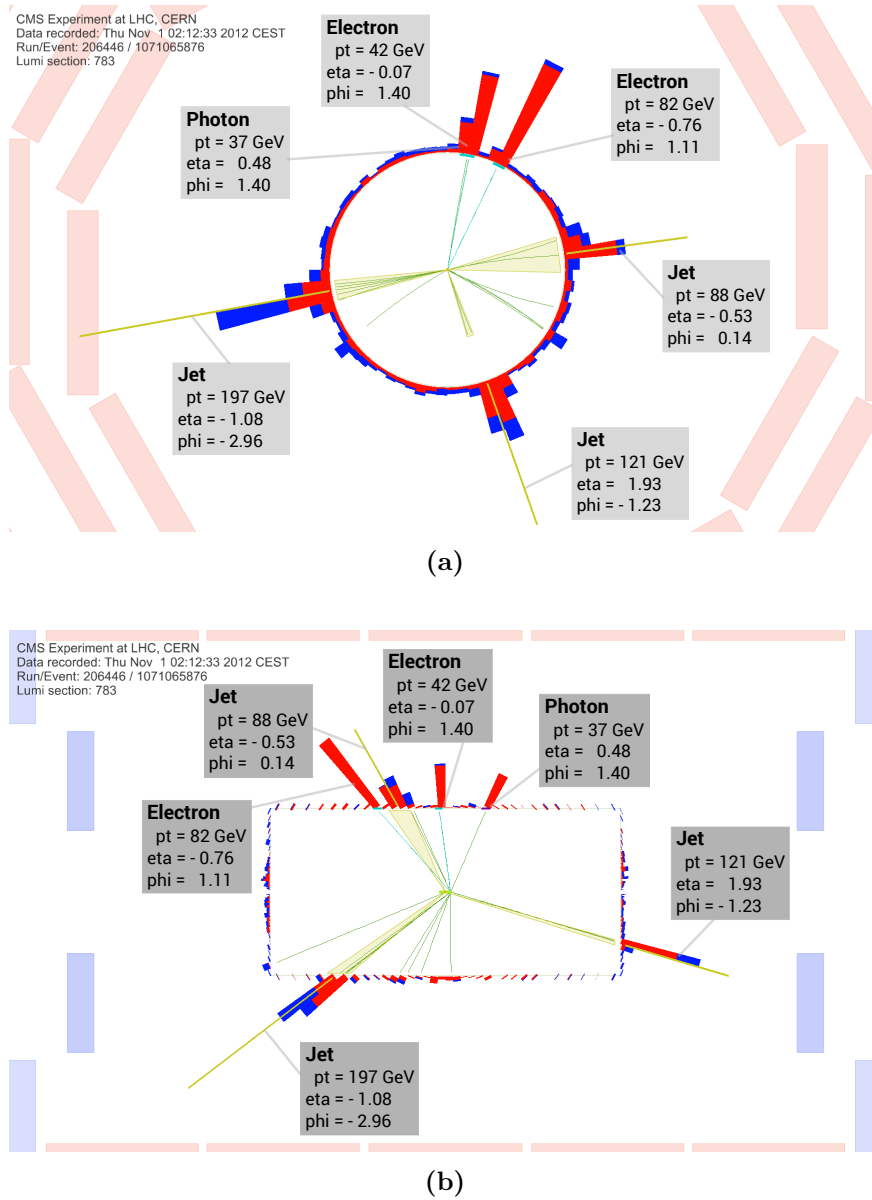 CMS Experiment at LHC, CERN
Data recorded: Thu Nov 1 02:12:33 2012 CEST
Run/Event: 206446 / 1071065876
Lumi section: 783
Electron
pt = 42 GeV
eta = - 0.07
phi = 1.40
Electron
pt = 82 GeV
eta = - 0.76
phi = 1.11
Photon
pt = 37 GeV
eta = 0.48
phi = 1.40
Jet
pt = 88 GeV
eta = - 0.53
phi = 0.14
Jet
pt = 197 GeV
eta = - 1.08
phi = - 2.96
Jet
pt = 121 GeV
eta = 1.93
phi = - 1.23
(a)
CMS Experiment at LHC, CERN
Data recorded: Thu Nov 1 02:12:33 2012 CEST
Run/Event: 206446 / 1071065876
Lumi section: 783
Electron
pt = 42 GeV
eta = - 0.07
phi = 1.40
Jet
pt = 88 GeV
eta = - 0.53
phi = 0.14
Photon
pt = 37 GeV
eta = 0.48
phi = 1.40
Electron
pt = 82 GeV
eta = - 0.76
phi = 1.11
Jet
pt = 121 GeV
eta = 1.93
phi = - 1.23
Jet
pt = 197 GeV
eta = - 1.08
phi = - 2.96
(b)